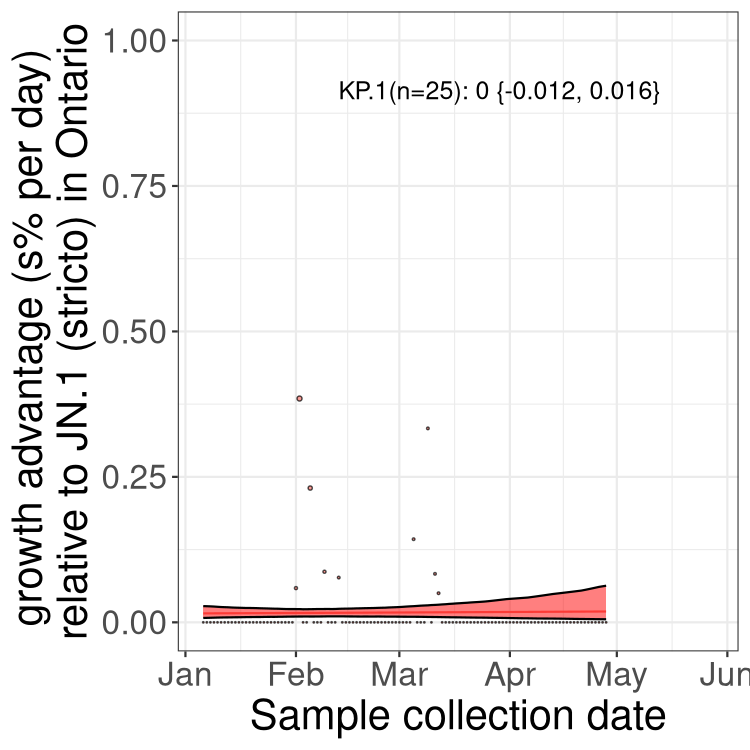 growth advantage (s% per day)
relative to JN.1 (stricto) in Ontario
1.00
0.75
0.50
0.25
0.00
KP.1(n=25): 0 {-0.012, 0.016}
Jan Feb Mar Apr May Jun
Sample collection date